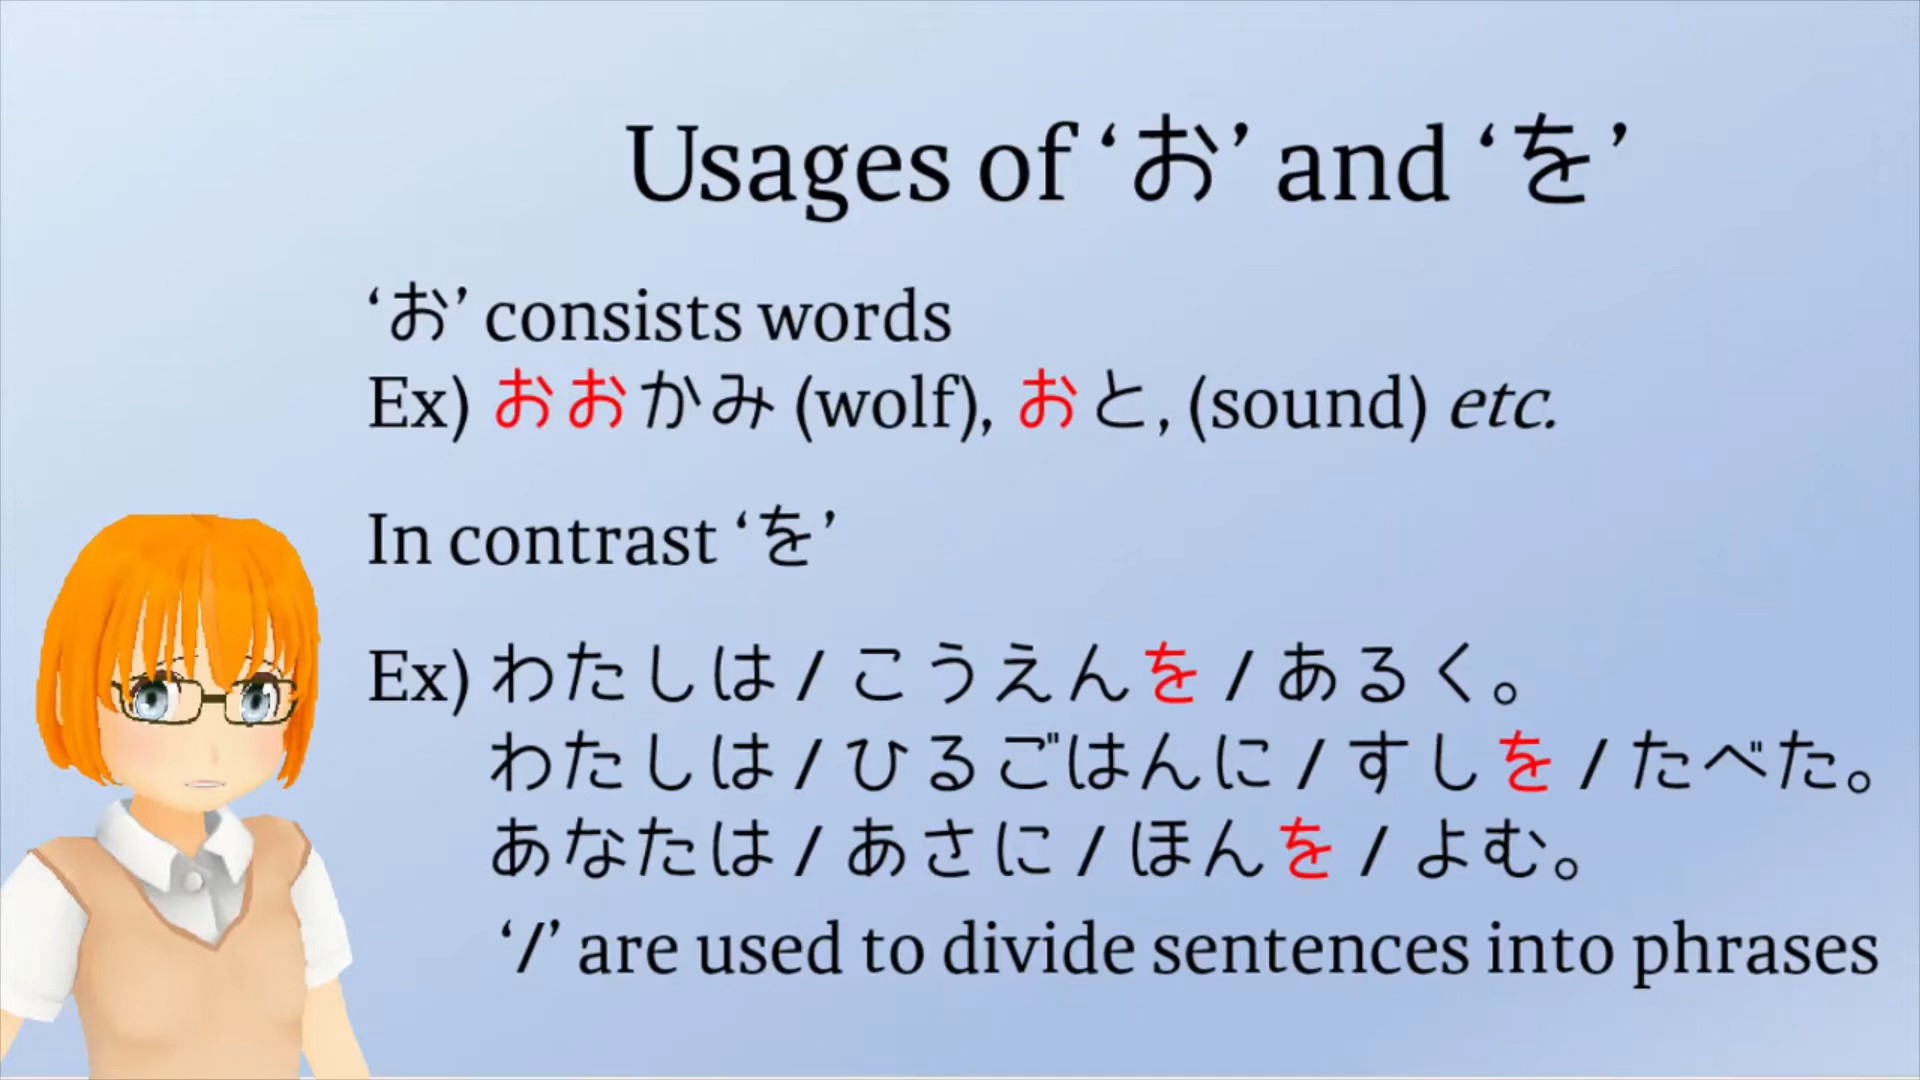 Usages of ‘お’ and ‘を’
‘お’ consists words
Ex) おおかみ (wolf), おと, (sound) etc.
In contrast ‘を’
Ex) わたしは / こうえんを / あるく。
わたしは / ひるごはんに / すしを / たべた。
あなたは / あさに / ほんを / よむ。
‘/’ are used to divide sentences into phrases